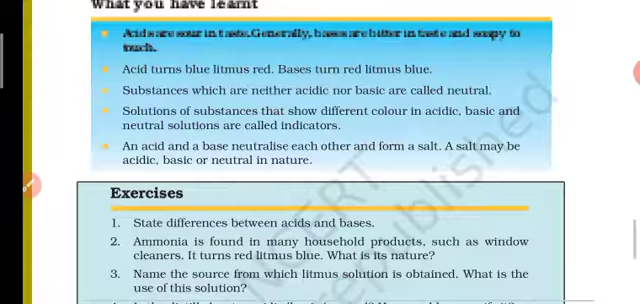 What you have learnt
Acids are sour in taste. Generally, bases are bitter in taste and soapy to
touch.
Acid turns blue litmus red. Bases turn red litmus blue.
Substances which are neither acidic nor basic are called neutral.
Solutions of substances that show different colour in acidic, basic and
neutral solutions are called indicators.
An acid and a base neutralise each other and form a salt. A salt may be
acidic, basic or neutral in nature.
Exercises
1. State differences between acids and bases.
2. Ammonia is found in many household products, such as window
cleaners. It turns red litmus blue. What is its nature?
3. Name the source from which litmus solution is obtained. What is the
use of this solution?
NCERT
republished